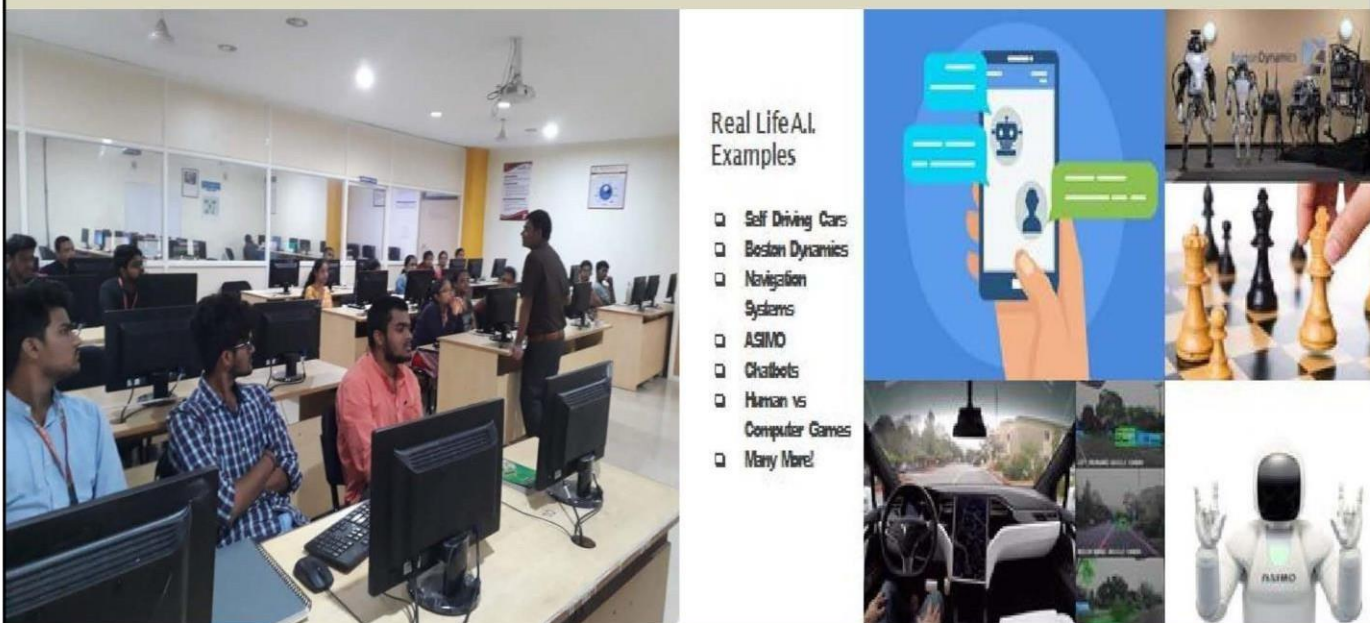 Real Life A.I.
Examples
Self Driving Cars
Boston Dynamics
Navigation
Systems
ASIMO
Chatbots
Human vs
Computer Games
Many More!
Boston Dynamics
ASIMO